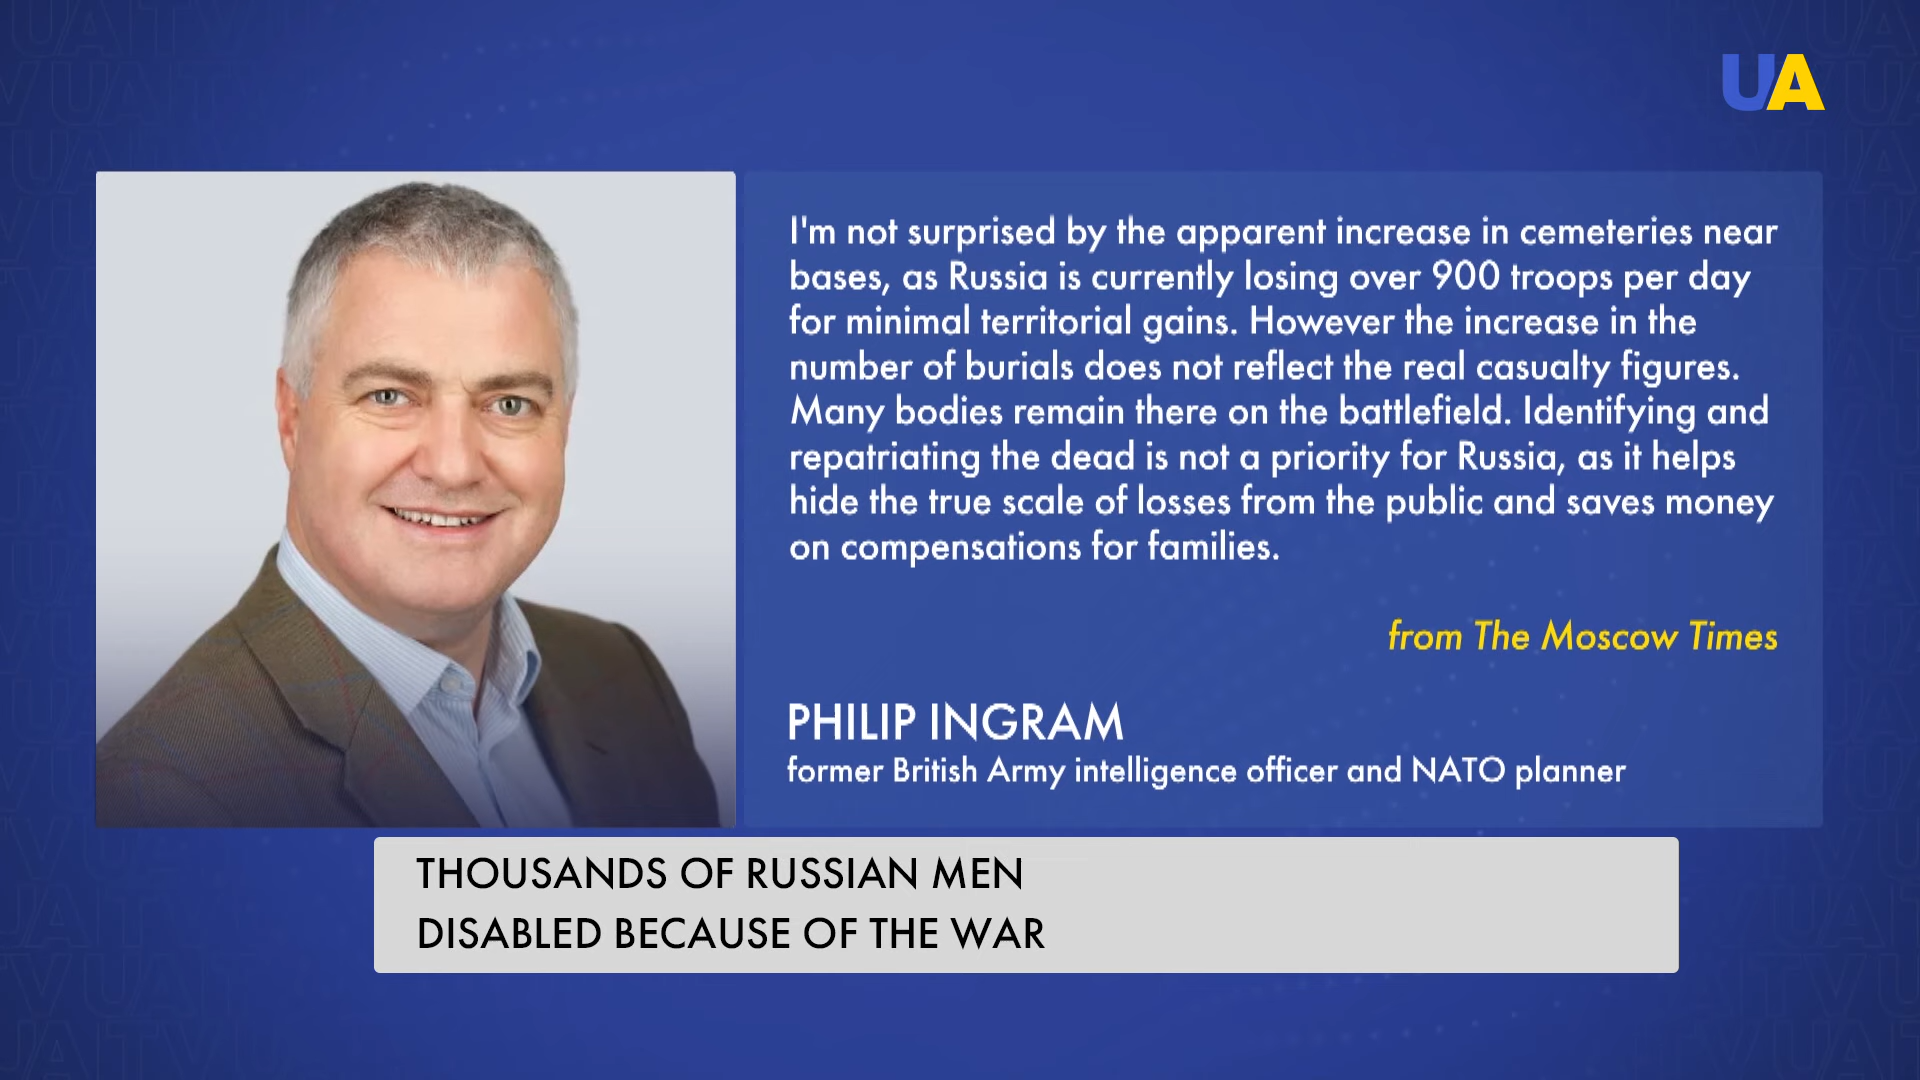 UA
I'm not surprised by the apparent increase in cemeteries near
bases, as Russia is currently losing over 900 troops per day
for minimal territorial gains. However the increase in the
number of burials does not reflect the real casualty figures.
Many bodies remain there on the battlefield. Identifying and
repatriating the dead is not a priority for Russia, as it helps
hide the true scale of losses from the public and saves money
on compensations for families.
from The Moscow Times
PHILIP INGRAM
former British Army intelligence officer and NATO planner
THOUSANDS OF RUSSIAN MEN
DISABLED BECAUSE OF THE WAR